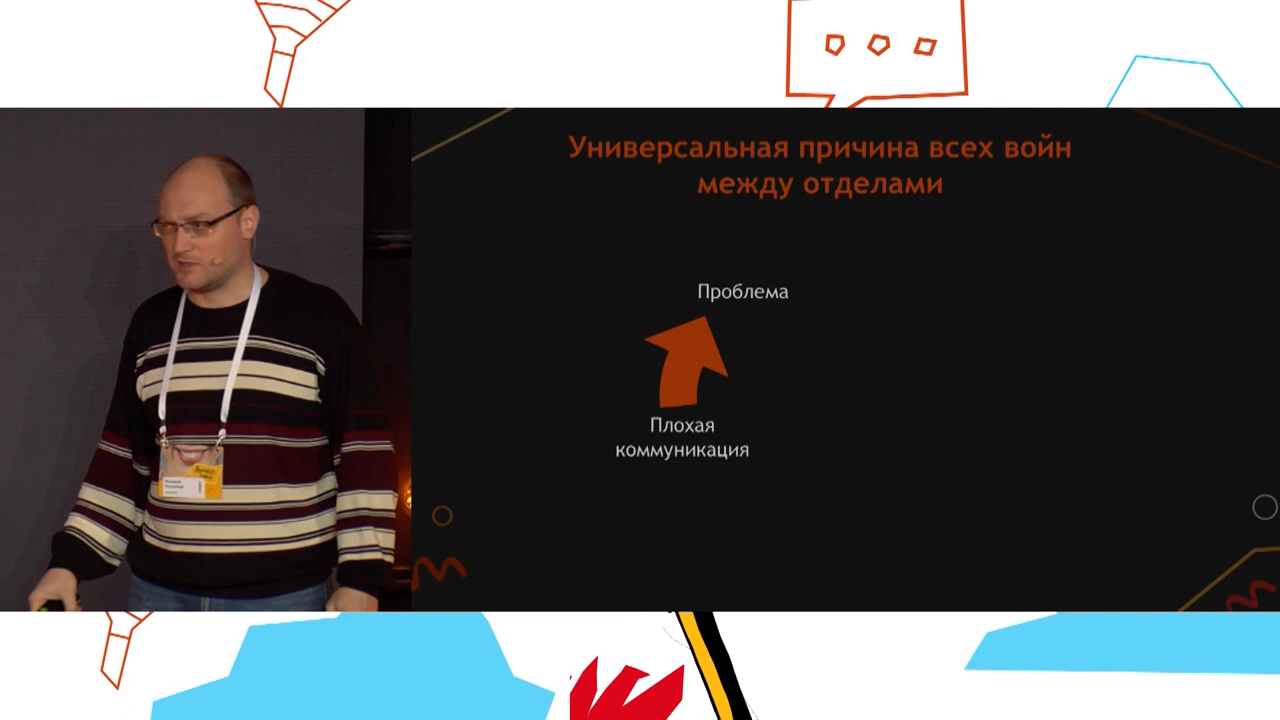 Универсальная причина всех войн
между отделами
Проблема
Плохая
коммуникация